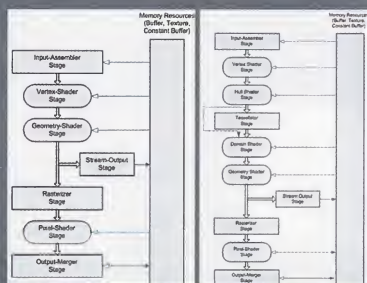 Memory Resources
(Buffer, Texture,
Constant Buffer)
Input-Assembler
Stage
Vertex-Shader
Stage
Geometry-Shader
Stage
Stream-Output
Stage
Rasterizer
Stage
Pixel-Shader
Stage
Output-Merger
Stage
Memory Resources
(Buffer, Texture,
Constant Buffer)
Input-Assembler
Stage
Vertex Shader
Stage
Hull Shader
Stage
Tessellator
Stage
Domain Shader
Stage
Geometry Shader
Stage
Stream Output
Stage
Rasterizer
Stage
Pixel-Shader
Stage
Output-Merger
Stage